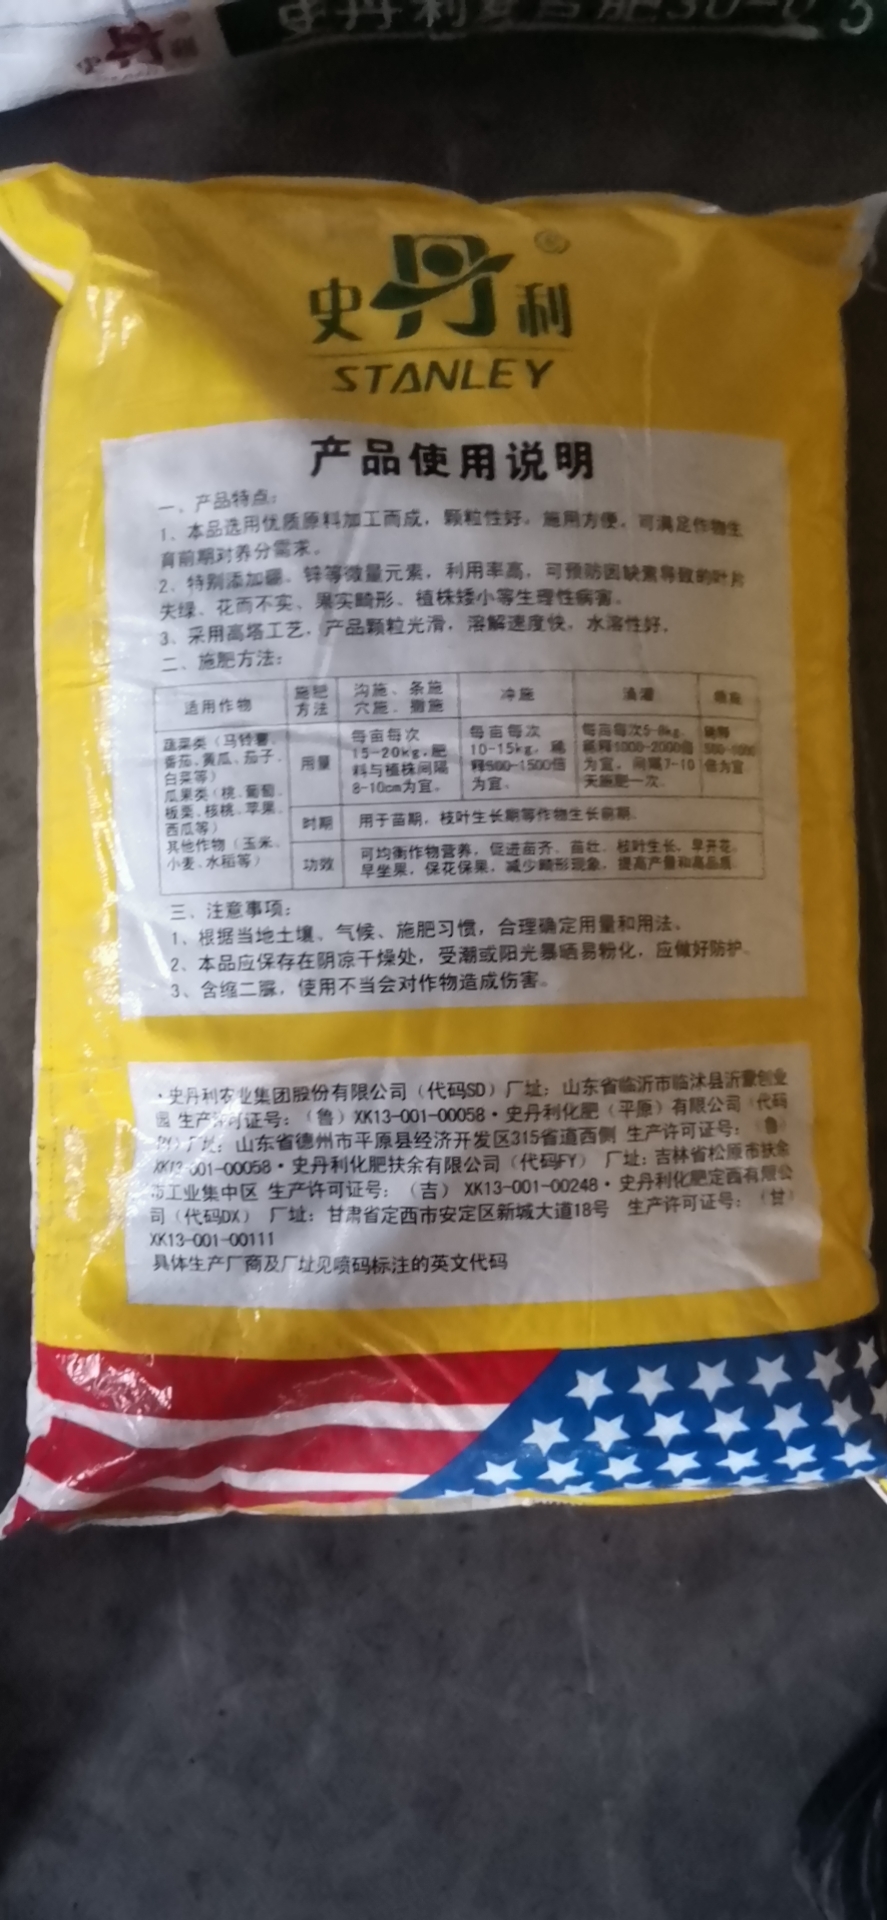 史丹利复合肥30-0-5
史丹利
史丹利®
STANLEY
产品使用说明
一、产品特点:
1、本品选用优质原料加工而成,颗粒性好。施用方便。可满足作物生
育前期对养分需求。
2、特别添加硼、锌等微量元素,利用率高,可预防因缺素导致的叶片
失绿、花而不实、果实畸形、植株矮小等生理性病害。
3、采用高塔工艺,产品颗粒光滑,溶解速度快,水溶性好。
二、施肥方法:
适用作物 施肥方法 沟施、条施 穴施、撒施 冲施 滴灌
蔬菜类(马铃薯、
番茄、黄瓜、茄子、
白菜等)
瓜果类(桃、葡萄、
板栗、核桃、苹果、
西瓜等)
其他作物(玉米、
小麦、水稻等)
用量
每亩每次
15-20kg,肥
料与植株间隔
8-10cm为宜。
每亩每次
10-15kg,稀
释500-1500倍
为宜。
每亩每次5-8kg,
稀释1000-2000倍
为宜,间隔7-10
天施肥一次。
稀释
倍为宜
时期 用于苗期,枝叶生长期等作物生长前期。
功效 可均衡作物营养,促进苗齐、苗壮、枝叶生长、早开花、
早坐果,保花保果,减少畸形现象,提高产量和高品质
三、注意事项:
1、根据当地土壤、气候、施肥习惯,合理确定用量和用法。
2、本品应保存在阴凉干燥处,受潮或阳光暴晒易粉化,应做好防护。
3、含缩二脲,使用不当会对作物造成伤害。
·史丹利农业集团股份有限公司(代码SD)厂址:山东省临沂市临沭县沂蒙创业
园 生产许可证号:(鲁)XK13-001-00058·史丹利化肥(平原)有限公司(代码
厂址:山东省德州市平原县经济开发区315省道西侧 生产许可证号:(鲁)
XK13-001-00058·史丹利化肥扶余有限公司(代码FY) 厂址:吉林省松原市扶余
市工业集中区 生产许可证号:(吉) XK13-001-00248·史丹利化肥定西有限公
司(代码DX) 厂址:甘肃省定西市安定区新城大道18号 生产许可证号:(甘)
XK13-001-00111
具体生产厂商及厂址见喷码标注的英文代码